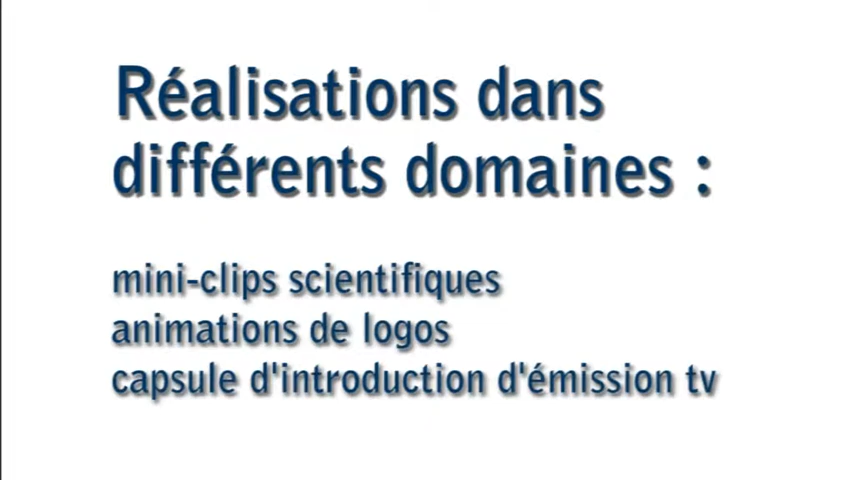 Réalisations dans
différents domaines :
mini-clips scientifiques
animations de logos
capsule d'introduction d'émission tv